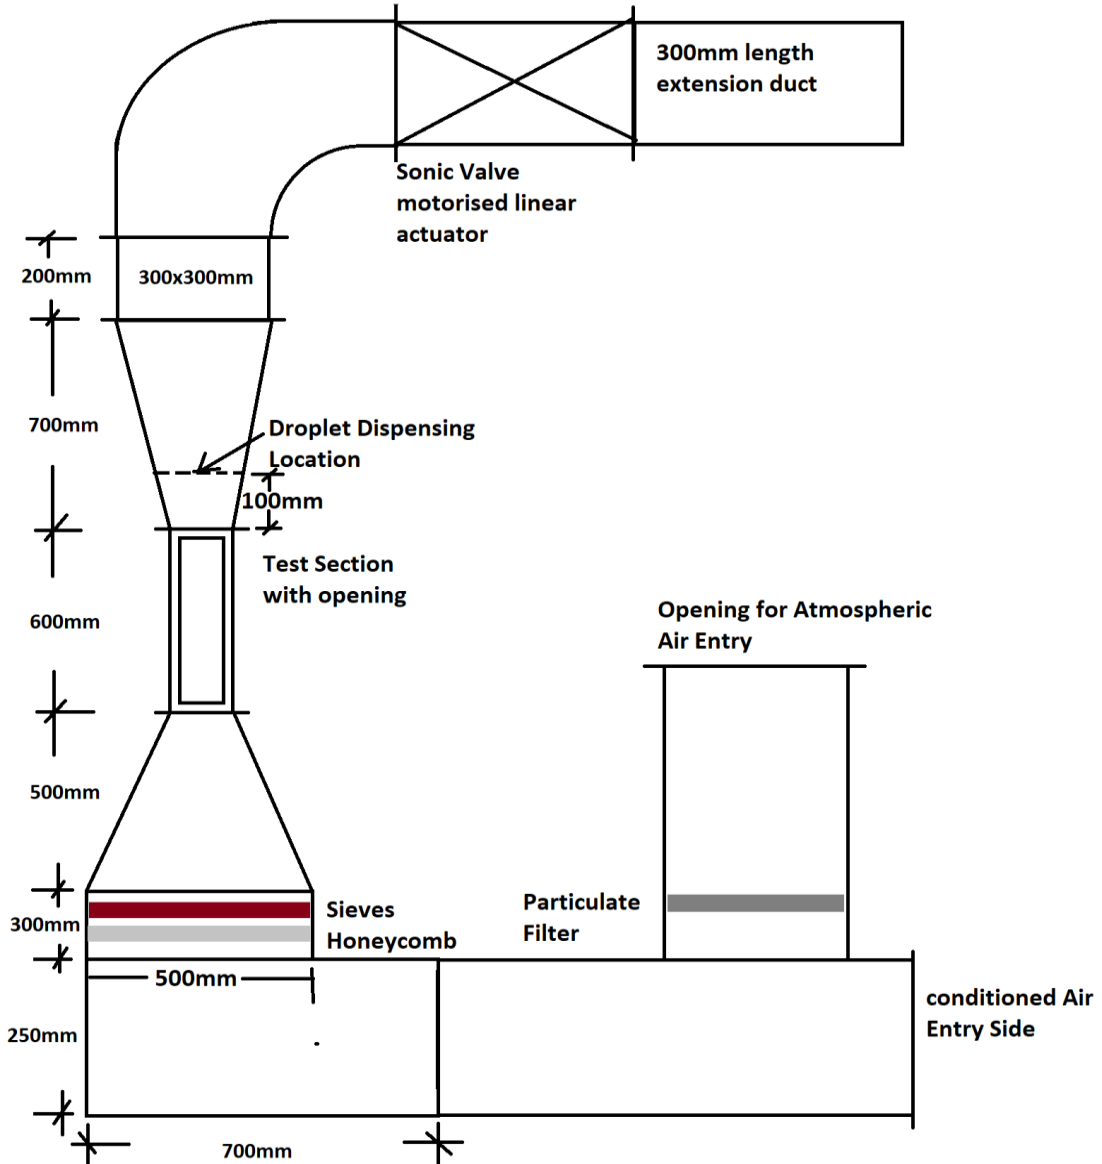 300mm length
extension duct
Sonic Valve
motorised linear
actuator
200mm
300x300mm
700mm
Droplet Dispensing
Location
100mm
Test Section
with opening
600mm
Opening for Atmospheric
Air Entry
500mm
Particulate
Filter
Sieves
Honeycomb
300mm
500mm
conditioned Air
Entry Side
250mm
700mm